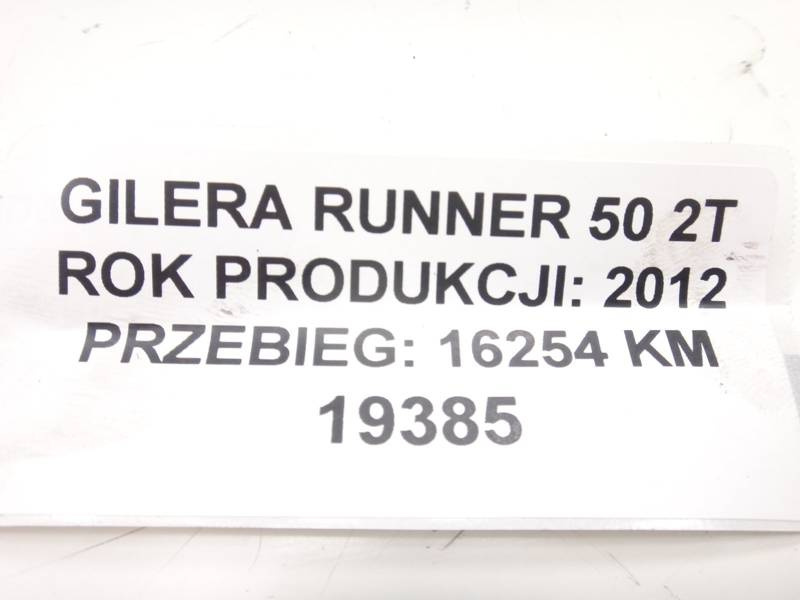 GILERA RUNNER 50 2T
ROK PRODUKCJI: 2012
PRZEBIEG: 16254 KM
19385